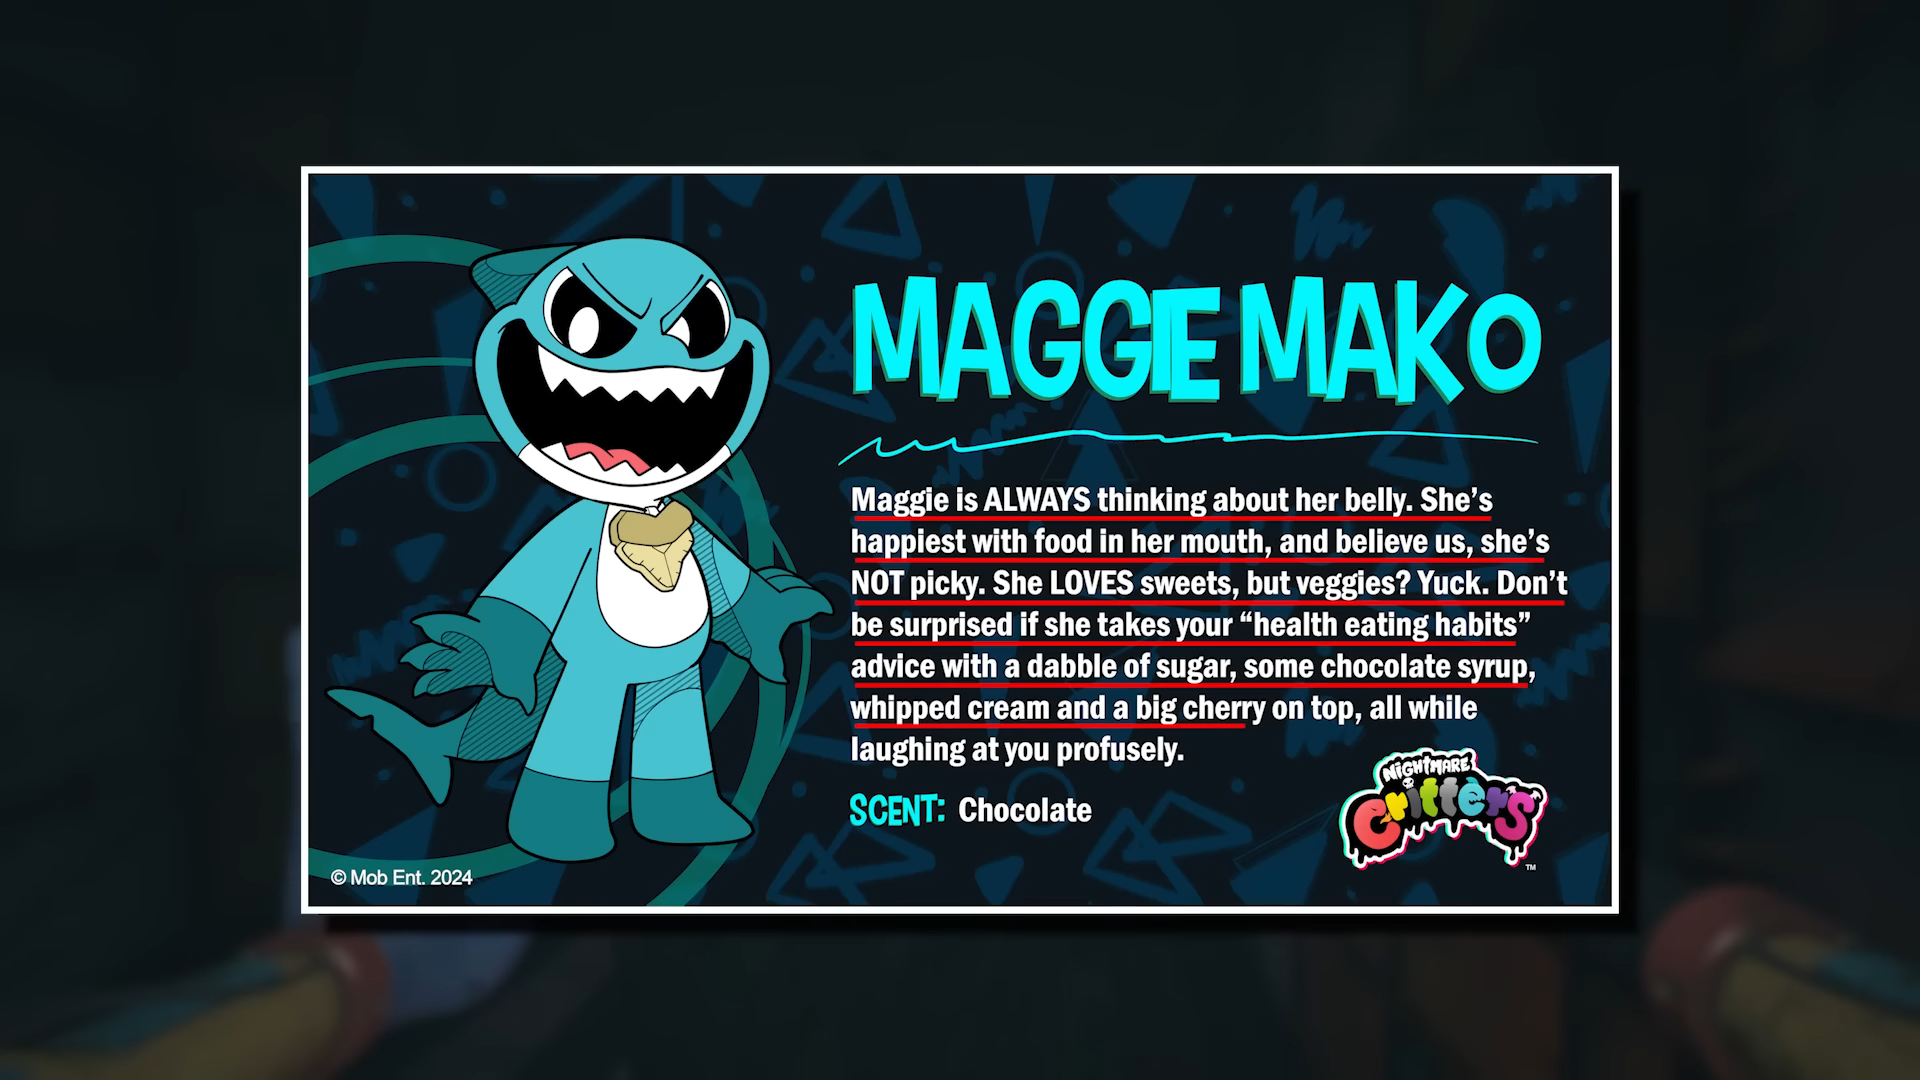 MAGGIE MAKO
Maggie is ALWAYS thinking about her belly. She's
happiest with food in her mouth, and believe us, she's
NOT picky. She LOVES sweets, but veggies? Yuck. Don't
be surprised if she takes your “health eating habits”
advice with a dabble of sugar, some chocolate syrup,
whipped cream and a big cherry on top, all while
laughing at you profusely.
SCENT: Chocolate
NIGHTMARE
CRITTERS
TM
© Mob Ent. 2024